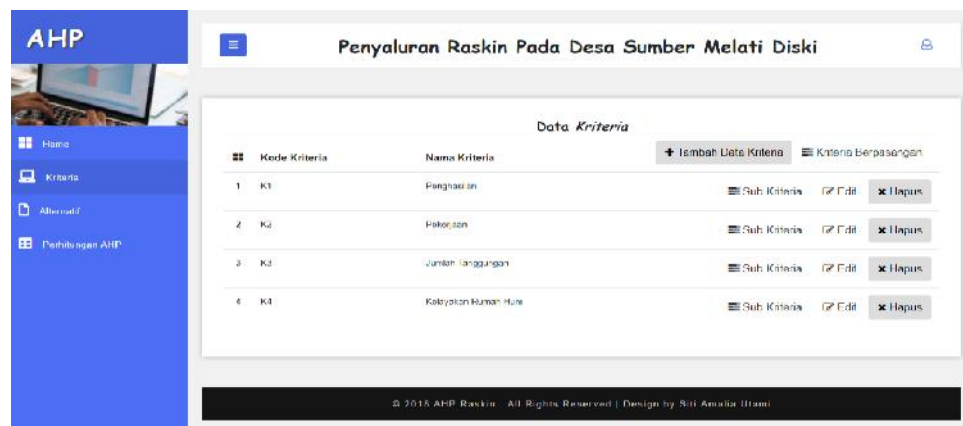 AHP
Penyaluran Raskin Pada Desa Sumber Melati Diski
Home
Kriteria
Alternatif
Perhitungan AHP
Data Kriteria
Tambah Data Kriteria Kriteria Berpasangan
Kode Kriteria Nama Kriteria
1 K1 Penghasilan Sub Kriteria Edit Hapus
2 K2 Pekerjaan Sub Kriteria Edit Hapus
3 K3 Jumlah Tanggungan Sub Kriteria Edit Hapus
4 K4 Kelayakan Rumah Huni Sub Kriteria Edit Hapus
© 2018 AHP Raskin . All Rights Reserved | Design by Siti Amalia Utami